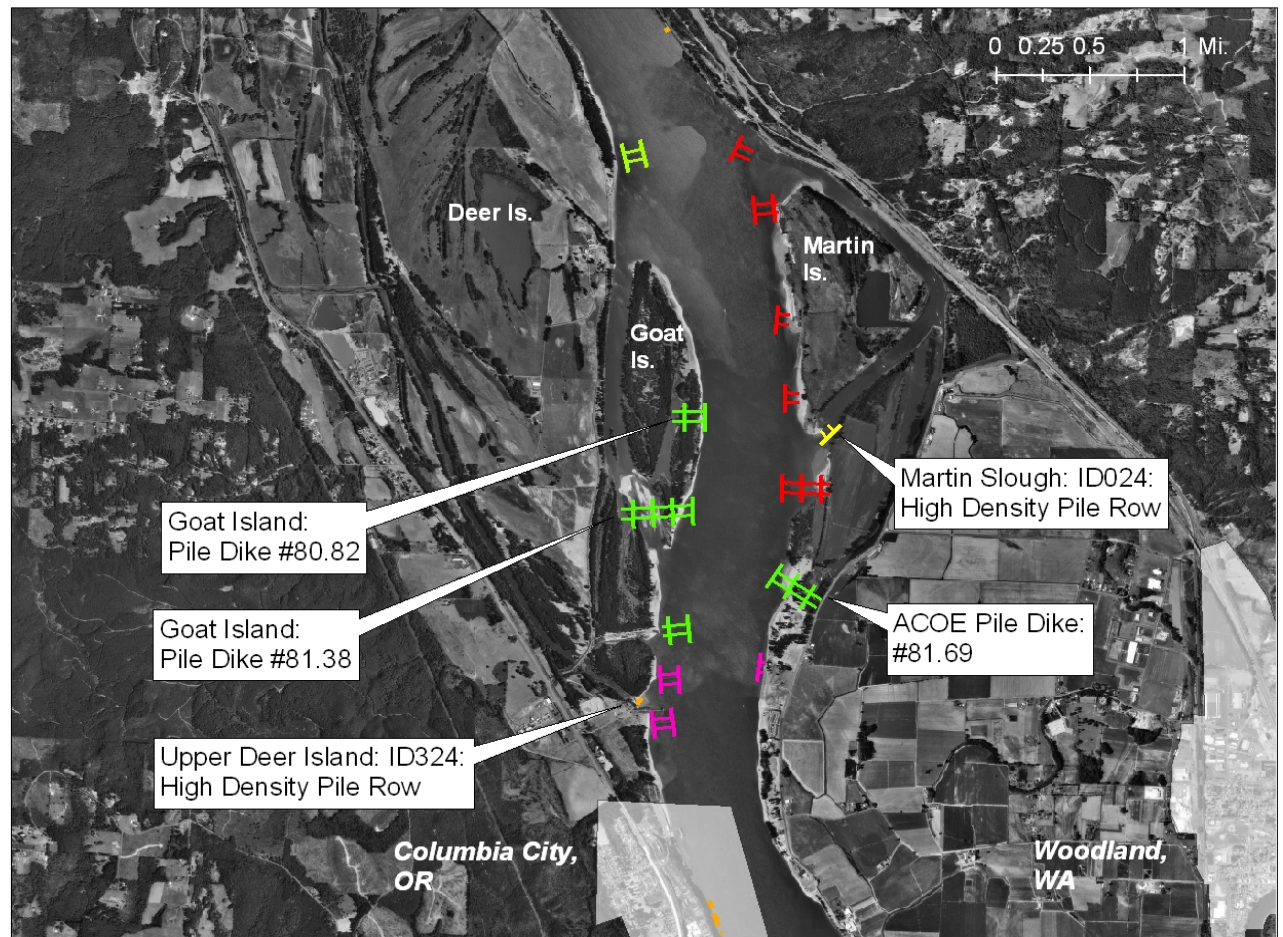 0 0.25 0.5 1 Mi.
Deer Is.
Martin
Is.
Goat
Is.
Martin Slough: ID024:
High Density Pile Row
Goat Island:
Pile Dike #80.82
Goat Island:
Pile Dike #81.38
ACOE Pile Dike:
#81.69
Upper Deer Island: ID324:
High Density Pile Row
Columbia City,
OR
Woodland,
WA